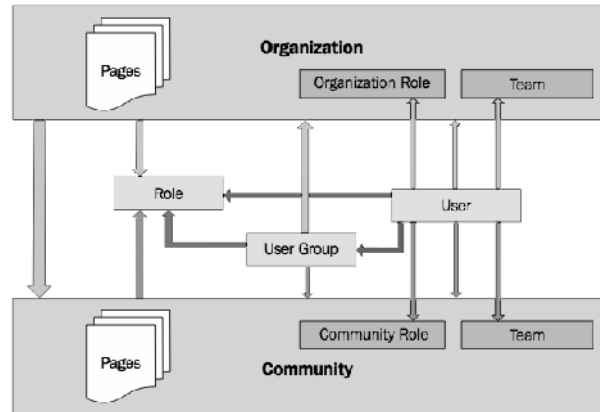 Organization
Pages
Organization Role
Team
Role
User
User Group
Community Role
Team
Pages
Community